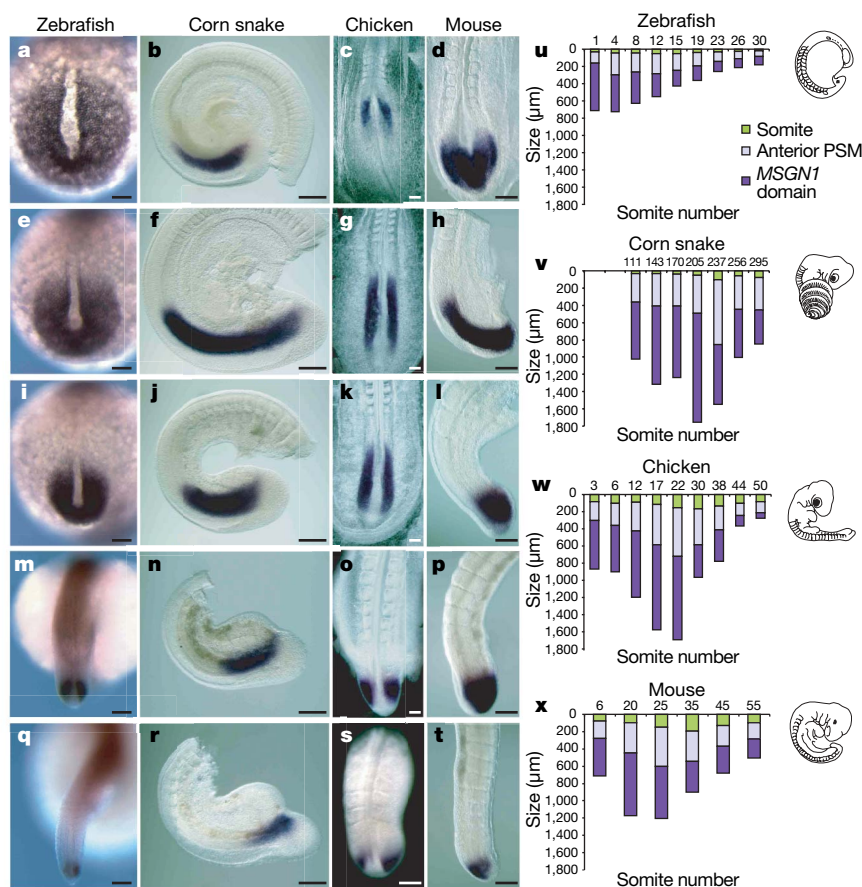 Zebrafish Corn snake Chicken Mouse
a b c d
e f g h
i j k l
m n o p
q r s t
u Zebrafish
1 4 8 12 15 19 23 26 30
0
200
400
600
800
1,000
1,200
1,400
1,600
1,800
Size (µm)
Somite number
Somite
Anterior PSM
MSGN1
domain
v Corn snake
111 143 170 205 237 256 295
0
200
400
600
800
1,000
1,200
1,400
1,600
1,800
Size (µm)
Somite number
w Chicken
3 6 12 17 22 30 38 44 50
0
200
400
600
800
1,000
1,200
1,400
1,600
1,800
Size (µm)
Somite number
x Mouse
6 20 25 35 45 55
0
200
400
600
800
1,000
1,200
1,400
1,600
1,800
Size (µm)
Somite number